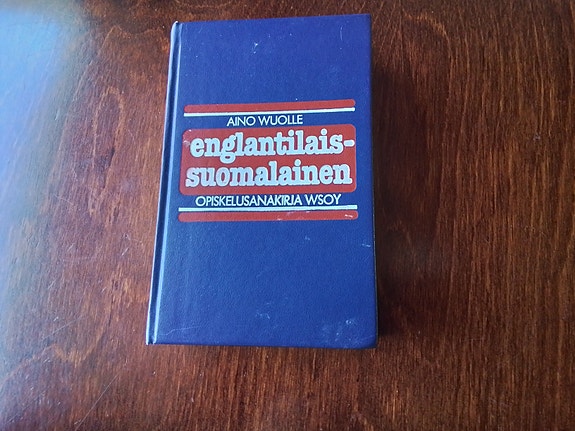 AINO WUOLLE
englantilais-
suomalainen
OPISKELUSANAKIRJA WSOY